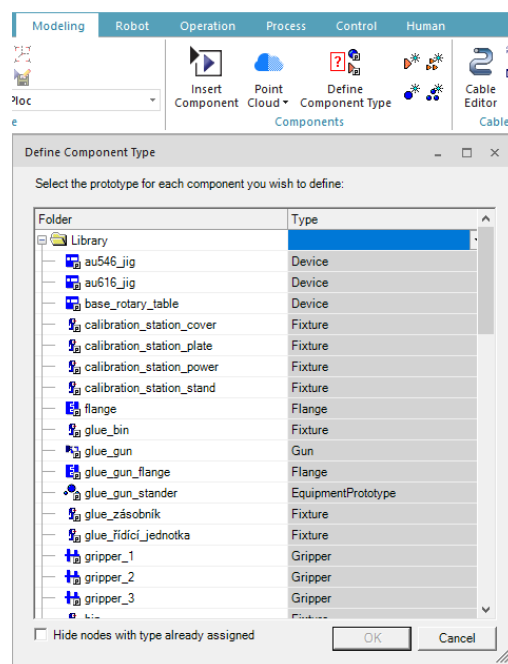 Modeling Robot Operation Process Control Human
Ploc
Insert Component
Point Cloud
Define Component Type
Cable Editor
e
Components
Cable
Define Component Type
Select the prototype for each component you wish to define:
Folder Type
Library
au546_jig Device
au616_jig Device
base_rotary_table Device
calibration_station_cover Fixture
calibration_station_plate Fixture
calibration_station_power Fixture
calibration_station_stand Fixture
flange Flange
glue_bin Fixture
glue_gun Gun
glue_gun_flange Flange
glue_gun_stander EquipmentPrototype
glue_zásobník Fixture
glue_řídící_jednotka Fixture
gripper_1 Gripper
gripper_2 Gripper
gripper_3 Gripper
Hide nodes with type already assigned
OK Cancel